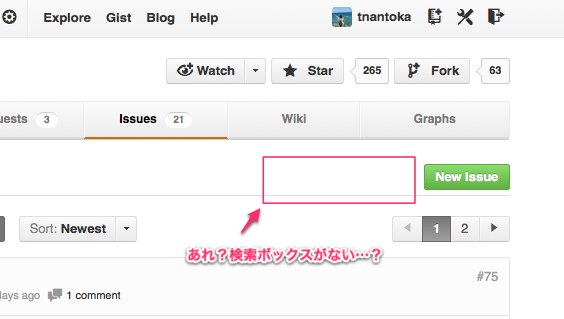 Explore Gist Blog Help tnantoka
Watch Star 265 Fork 63
uests 3 Issues 21 Wiki Graphs
New Issue
Sort: Newest 1 2
あれ？検索ボックスがない…？
#75
days ago 1 comment